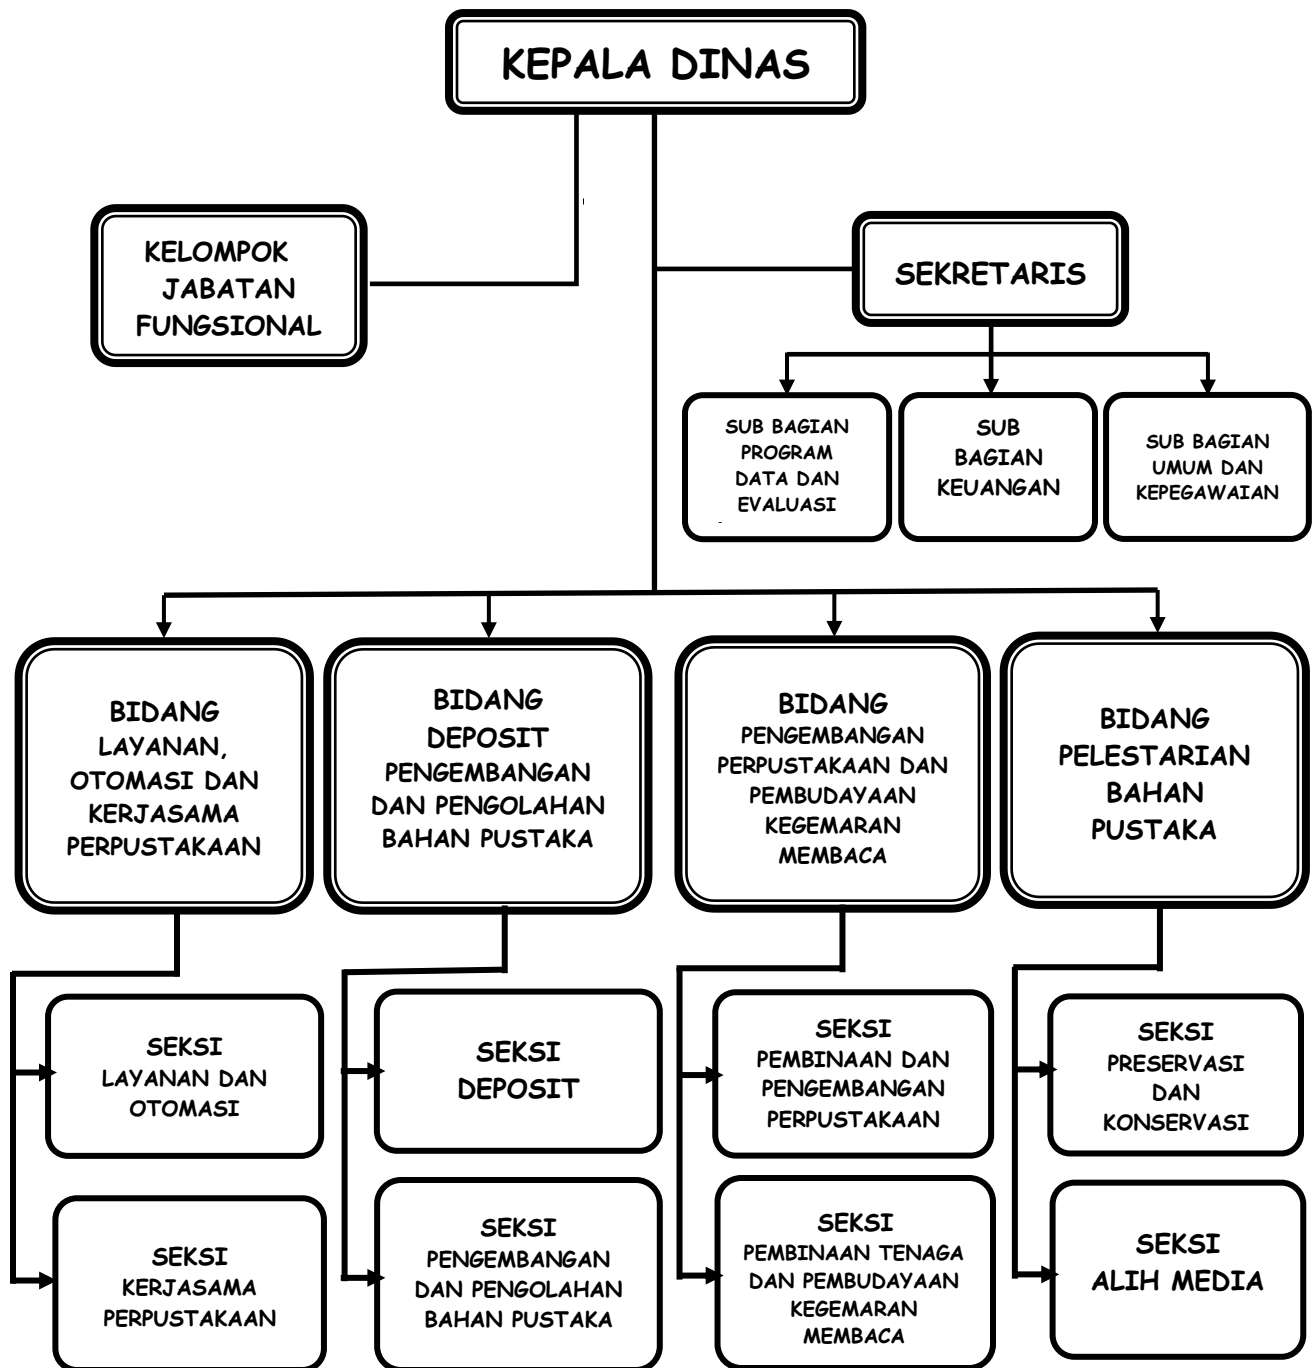 KEPALA DINAS
KELOMPOK
JABATAN
FUNGSIONAL
SEKRETARIS
SUB BAGIAN
PROGRAM
DATA DAN
EVALUASI
SUB
BAGIAN
KEUANGAN
SUB BAGIAN
UMUM DAN
KEPEGAWAIAN
BIDANG
LAYANAN,
OTOMASI DAN
KERJASAMA
PERPUSTAKAAN
BIDANG
DEPOSIT
PENGEMBANGAN
DAN PENGOLAHAN
BAHAN PUSTAKA
BIDANG
PENGEMBANGAN
PERPUSTAKAAN DAN
PEMBUDAYAAN
KEGEMARAN
MEMBACA
BIDANG
PELESTARIAN
BAHAN
PUSTAKA
SEKSI
LAYANAN DAN
OTOMASI
SEKSI
DEPOSIT
SEKSI
PEMBINAAN DAN
PENGEMBANGAN
PERPUSTAKAAN
SEKSI
PRESERVASI
DAN
KONSERVASI
SEKSI
KERJASAMA
PERPUSTAKAAN
SEKSI
PENGEMBANGAN
DAN PENGOLAHAN
BAHAN PUSTAKA
SEKSI
PEMBINAAN TENAGA
DAN PEMBUDAYAAN
KEGEMARAN
MEMBACA
SEKSI
ALIH MEDIA